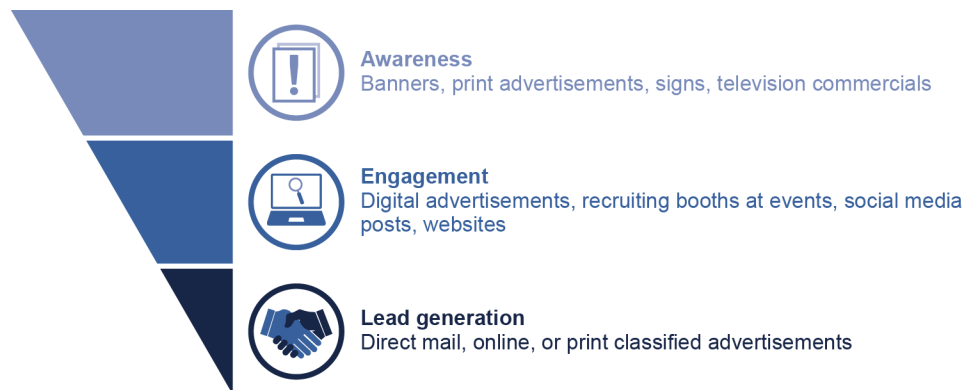 Awareness
Banners, print advertisements, signs, television commercials
Engagement
Digital advertisements, recruiting booths at events, social media
posts, websites
Lead generation
Direct mail, online, or print classified advertisements